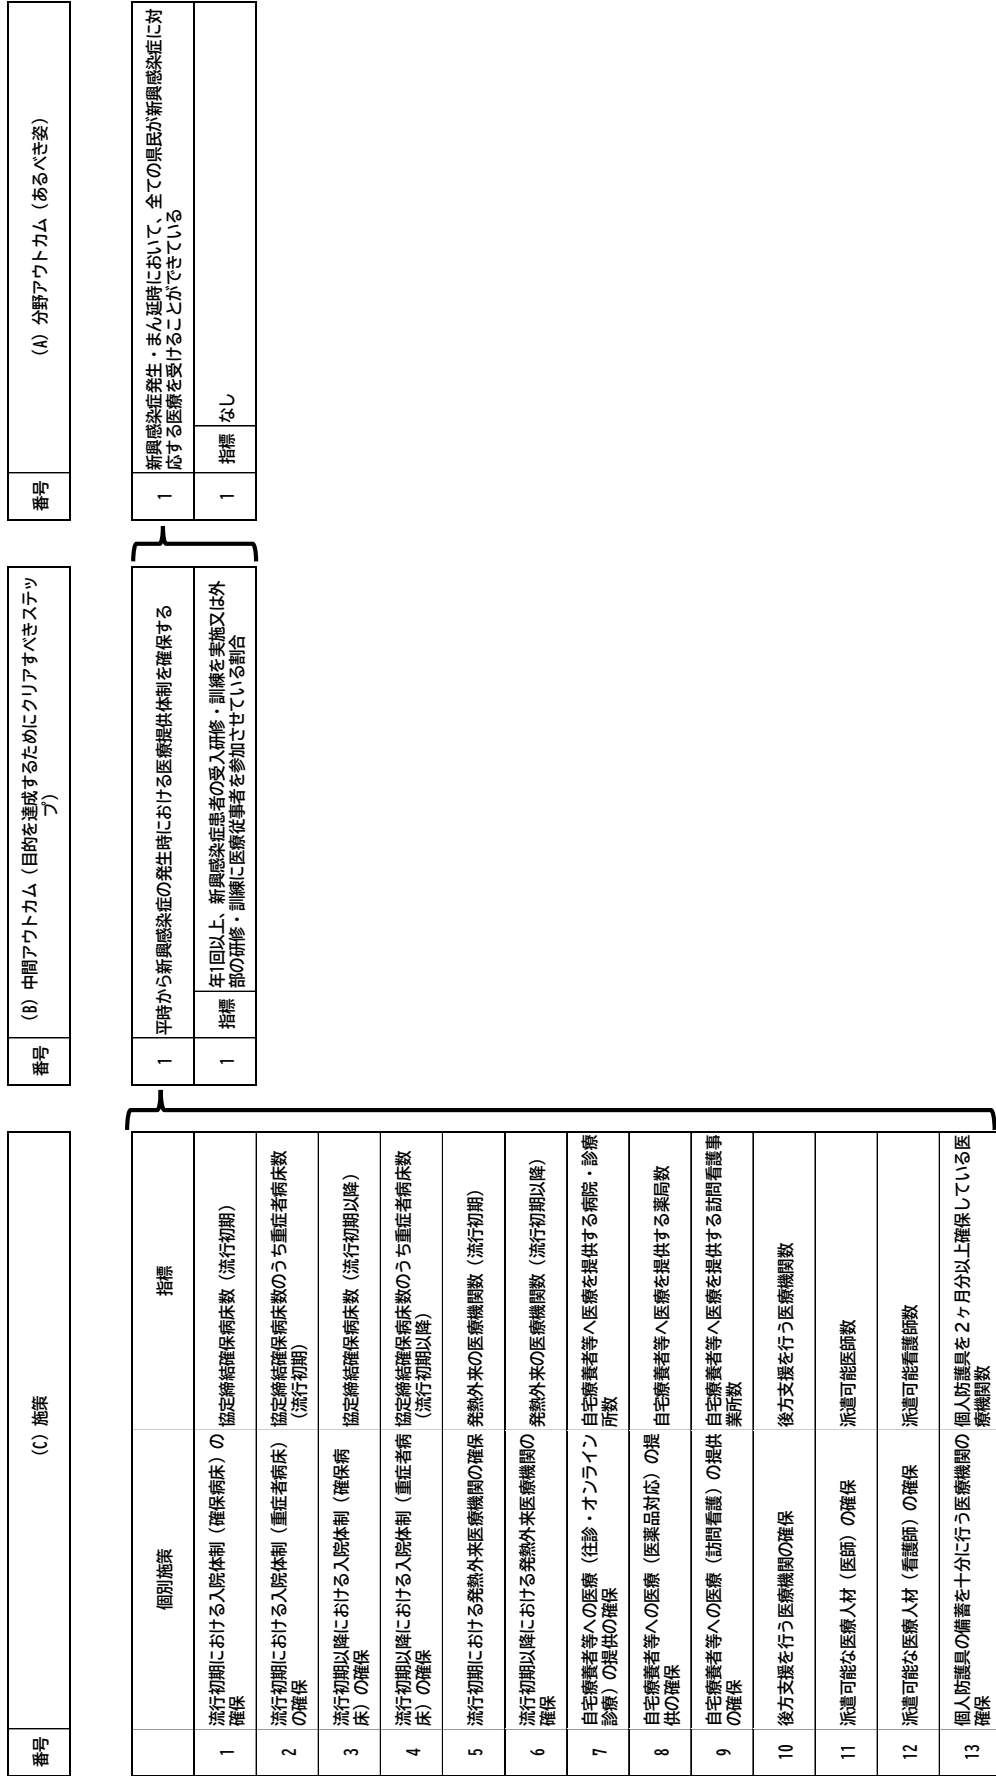 番号
(C) 施策
番号
(B) 中間アウトカム（目的を達成するためにクリアすべきステッ
プ）
番号
(A) 分野アウトカム（あるべき姿）
個別施策
指標
1
流行初期における入院体制（確保病床）の
確保
協定締結確保病床数（流行初期）
2
流行初期における入院体制（重症者病床）
の確保
協定締結確保病床数のうち重症者病床数
（流行初期）
3
流行初期以降における入院体制（確保病
床）の確保
協定締結確保病床数（流行初期以降）
4
流行初期以降における入院体制（重症者病
床）の確保
協定締結確保病床数のうち重症者病床数
（流行初期以降）
5
流行初期における発熱外来医療機関の確保
発熱外来の医療機関数（流行初期）
6
流行初期以降における発熱外来医療機関の
確保
発熱外来の医療機関数（流行初期以降）
7
自宅療養者等への医療（往診・オンライン
診療）の提供の確保
自宅療養者等へ医療を提供する病院・診療
所数
8
自宅療養者等への医療（医薬品対応）の提
供の確保
自宅療養者等へ医療を提供する薬局数
9
自宅療養者等への医療（訪問看護）の提供
の確保
自宅療養者等へ医療を提供する訪問看護事
業所数
10
後方支援を行う医療機関の確保
後方支援を行う医療機関数
11
派遣可能な医療人材（医師）の確保
派遣可能医師数
12
派遣可能な医療人材（看護師）の確保
派遣可能看護師数
13
個人防護具の備蓄を十分に行う医療機関の
確保
個人防護具を２ヶ月分以上確保している医
療機関数
1
平時から新興感染症の発生時における医療提供体制を確保する
1
指標
年1回以上、新興感染症患者の受入研修・訓練を実施又は外
部の研修・訓練に医療従事者を参加させている割合
1
新興感染症発生・まん延時において、全ての県民が新興感染症に対
応する医療を受けることができている
1
指標
なし